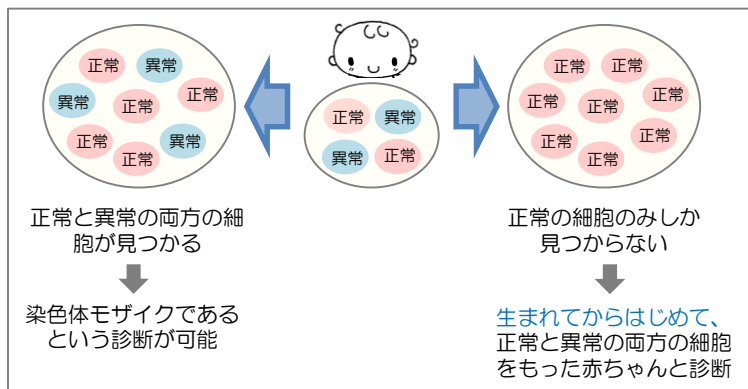 正常
異常
異常
正常
正常
正常
異常
正常
正常
異常
異常
正常
正常
正常
正常
正常
正常
正常
正常
正常
正常と異常の両方の細
胞が見つかる
染色体モザイクである
という診断が可能
正常の細胞のみしか
見つからない
生まれてからはじめて、
正常と異常の両方の細胞
をもった赤ちゃんと診断